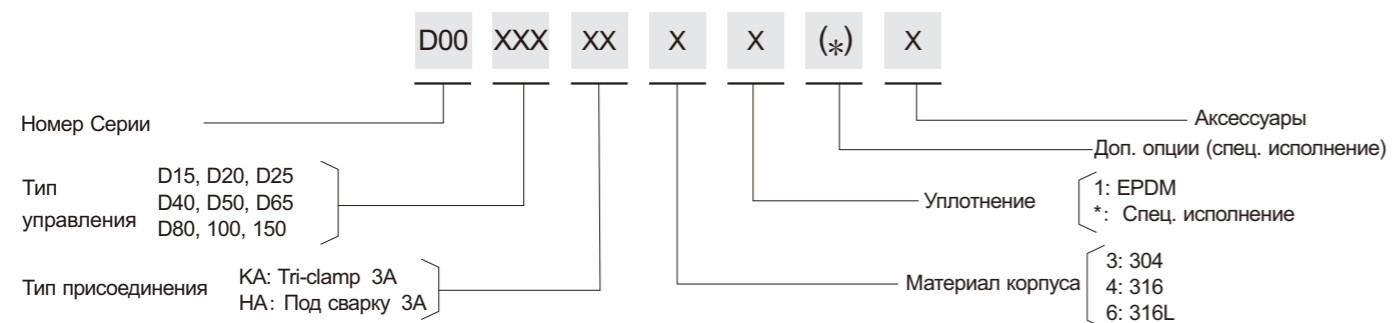 D00 XXX XX X X (*) X
Номер Серии
Аксессуары
Доп. опции (спец. исполнение)
Тип
управления
D15, D20, D25
D40, D50, D65
D80, 100, 150
Уплотнение
1: EPDM
*: Спец. исполнение
Тип присоединения
KA: Tri-clamp 3A
HA: Под сварку 3A
Материал корпуса
3: 304
4: 316
6: 316L